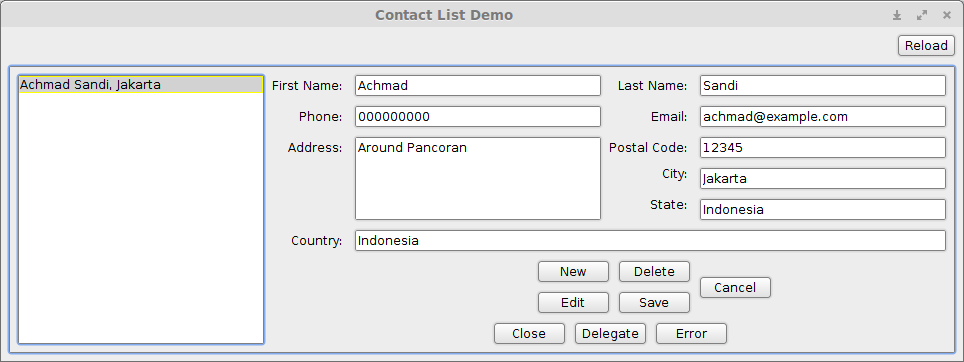 Contact List Demo
Reload
Achmad Sandi, Jakarta
First Name: Achmad Last Name: Sandi
Phone: 000000000 Email: achmad@example.com
Address: Around Pancoran Postal Code: 12345
City: Jakarta
State: Indonesia
Country: Indonesia
New Delete
Cancel
Edit Save
Close Delegate Error